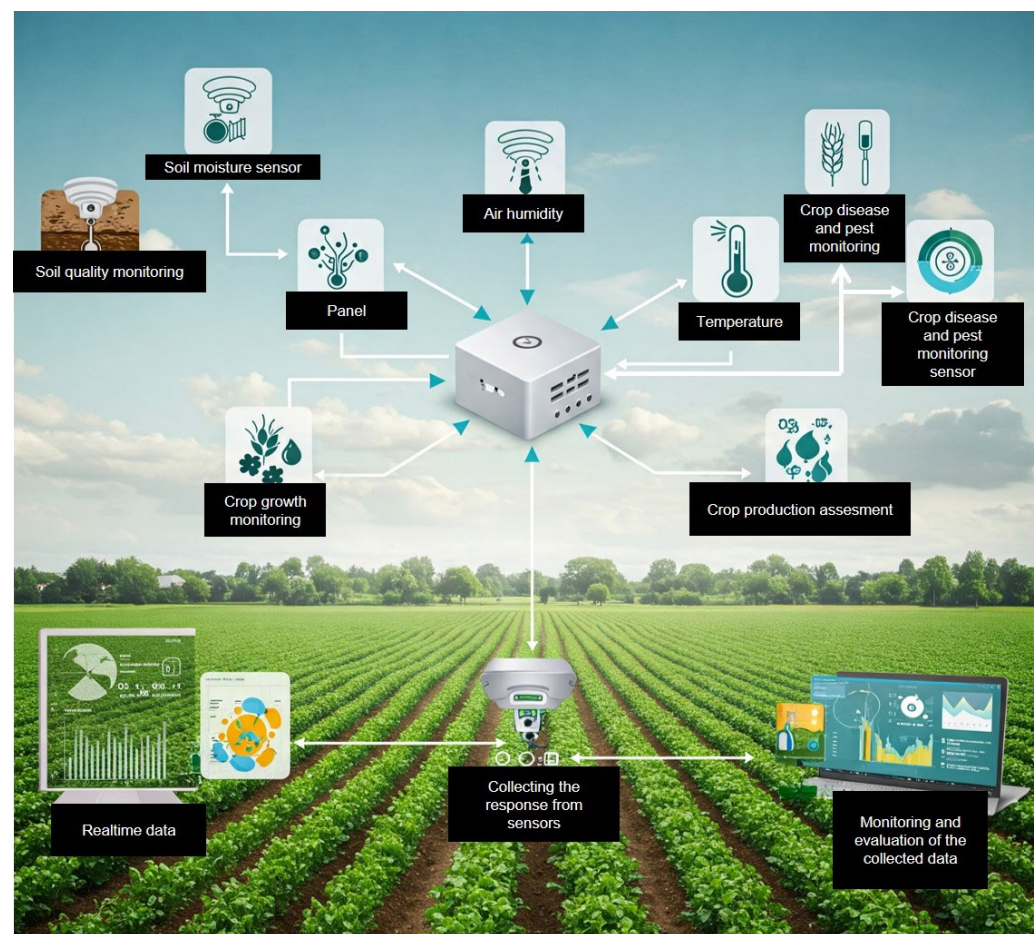 Soil moisture sensor
Soil quality monitoring
Panel
Air humidity
Temperature
Crop disease
and pest
monitoring
Crop disease
and pest
monitoring
sensor
Crop growth
monitoring
Crop production assesment
Realtime data
Collecting the
response from
sensors
Monitoring and
evaluation of the
collected data